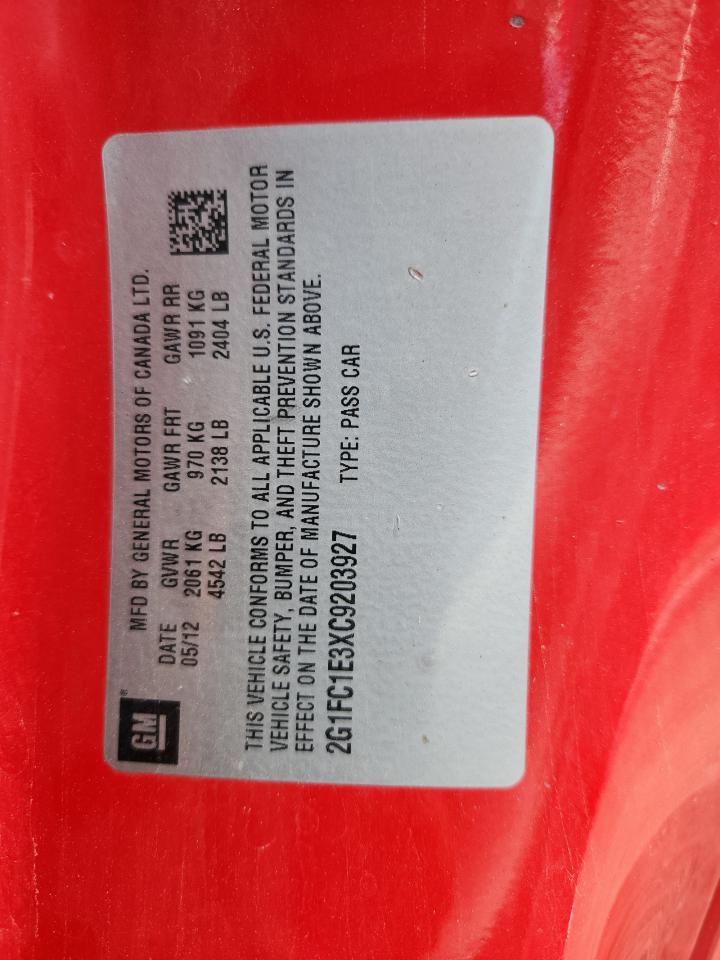 GM®
MFD BY GENERAL MOTORS OF CANADA LTD.
DATE GVWR GAWR FRT GAWR RR
05/12 2061 KG 970 KG 1091 KG
4542 LB 2138 LB 2404 LB
THIS VEHICLE CONFORMS TO ALL APPLICABLE U.S. FEDERAL MOTOR
VEHICLE SAFETY, BUMPER, AND THEFT PREVENTION STANDARDS IN
EFFECT ON THE DATE OF MANUFACTURE SHOWN ABOVE.
2G1FC1E3XC9203927 TYPE: PASS CAR